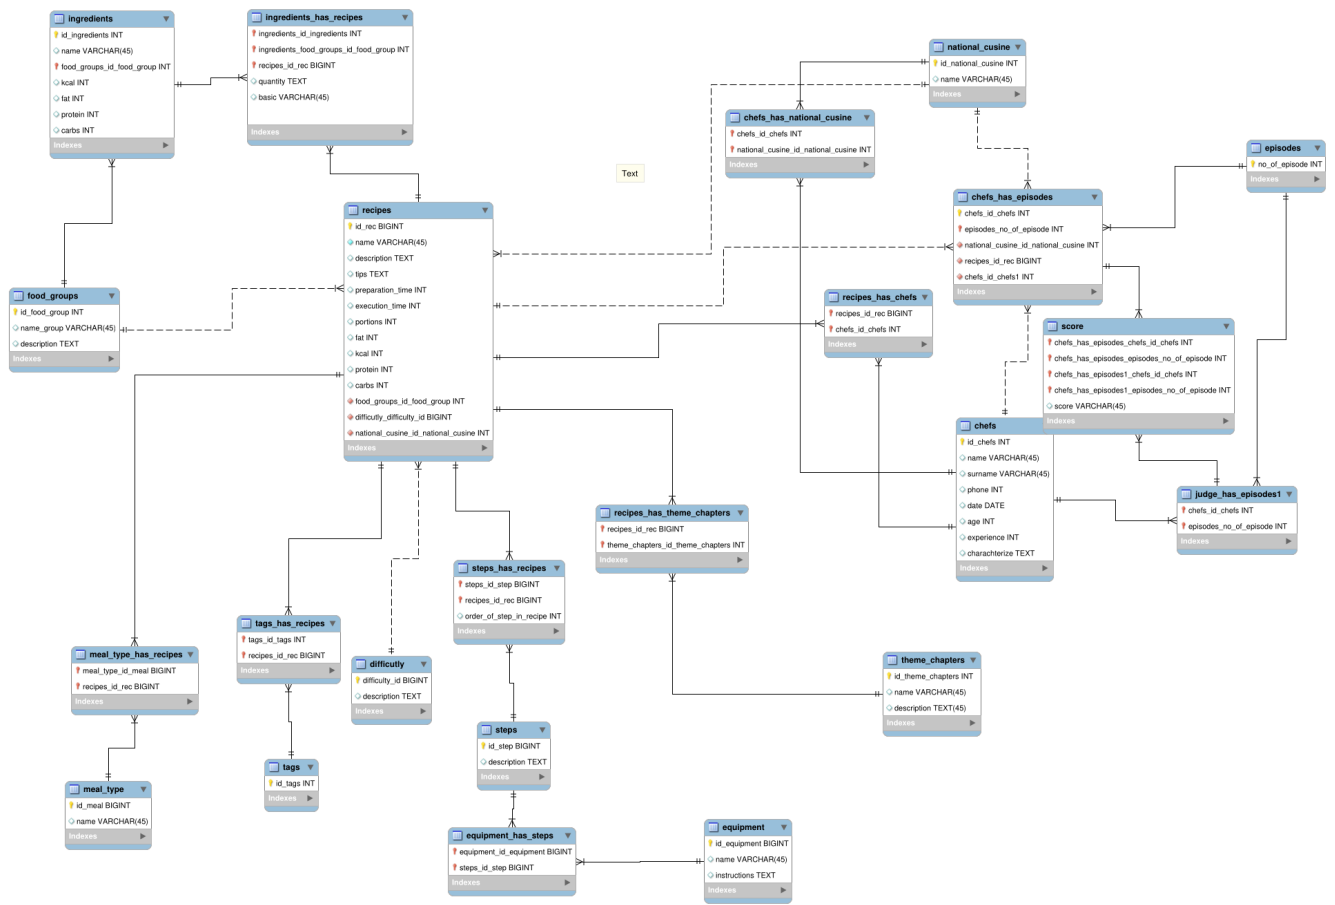 ingredients
id_ingredients INT
name VARCHAR(45)
food_groups_id_food_group INT
kcal INT
fat INT
protein INT
carbs INT
Indexes
ingredients_has_recipes
ingredients_id_ingredients INT
ingredients_food_groups_id_food_group INT
recipes_id_rec BIGINT
quantity TEXT
basic VARCHAR(45)
Indexes
national_cusine
id_national_cusine INT
name VARCHAR(45)
Indexes
chefs_has_national_cusine
chefs_id_chefs INT
national_cusine_id_national_cusine INT
Indexes
episodes
no_of_episode INT
Indexes
Text
chefs_has_episodes
chefs_id_chefs INT
episodes_no_of_episode INT
national_cusine_id_national_cusine INT
recipes_id_rec BIGINT
chefs_id_chefs1 INT
Indexes
recipes
id_rec BIGINT
name VARCHAR(45)
description TEXT
tips TEXT
preparation_time INT
execution_time INT
portions INT
fat INT
kcal INT
protein INT
carbs INT
food_groups_id_food_group INT
difficutly_difficulty_id BIGINT
national_cusine_id_national_cusine INT
Indexes
food_groups
id_food_group INT
name_group VARCHAR(45)
description TEXT
Indexes
recipes_has_chefs
recipes_id_rec BIGINT
chefs_id_chefs INT
Indexes
score
chefs_has_episodes_chefs_id_chefs INT
chefs_has_episodes_episodes_no_of_episode INT
chefs_has_episodes1_chefs_id_chefs INT
chefs_has_episodes1_episodes_no_of_episode INT
score VARCHAR(45)
Indexes
chefs
id_chefs INT
name VARCHAR(45)
surname VARCHAR(45)
phone INT
date DATE
age INT
experience INT
charachterize TEXT
Indexes
judge_has_episodes1
chefs_id_chefs INT
episodes_no_of_episode INT
Indexes
recipes_has_theme_chapters
recipes_id_rec BIGINT
theme_chapters_id_theme_chapters INT
Indexes
steps_has_recipes
steps_id_step BIGINT
recipes_id_rec BIGINT
order_of_step_in_recipe INT
Indexes
tags_has_recipes
tags_id_tags INT
recipes_id_rec BIGINT
Indexes
meal_type_has_recipes
meal_type_id_meal BIGINT
recipes_id_rec BIGINT
Indexes
difficutly
difficulty_id BIGINT
description TEXT
Indexes
theme_chapters
id_theme_chapters INT
name VARCHAR(45)
description TEXT(45)
Indexes
steps
id_step BIGINT
description TEXT
Indexes
tags
id_tags INT
Indexes
meal_type
id_meal BIGINT
name VARCHAR(45)
Indexes
equipment_has_steps
equipment_id_equipment BIGINT
steps_id_step BIGINT
Indexes
equipment
id_equipment BIGINT
name VARCHAR(45)
instructions TEXT
Indexes